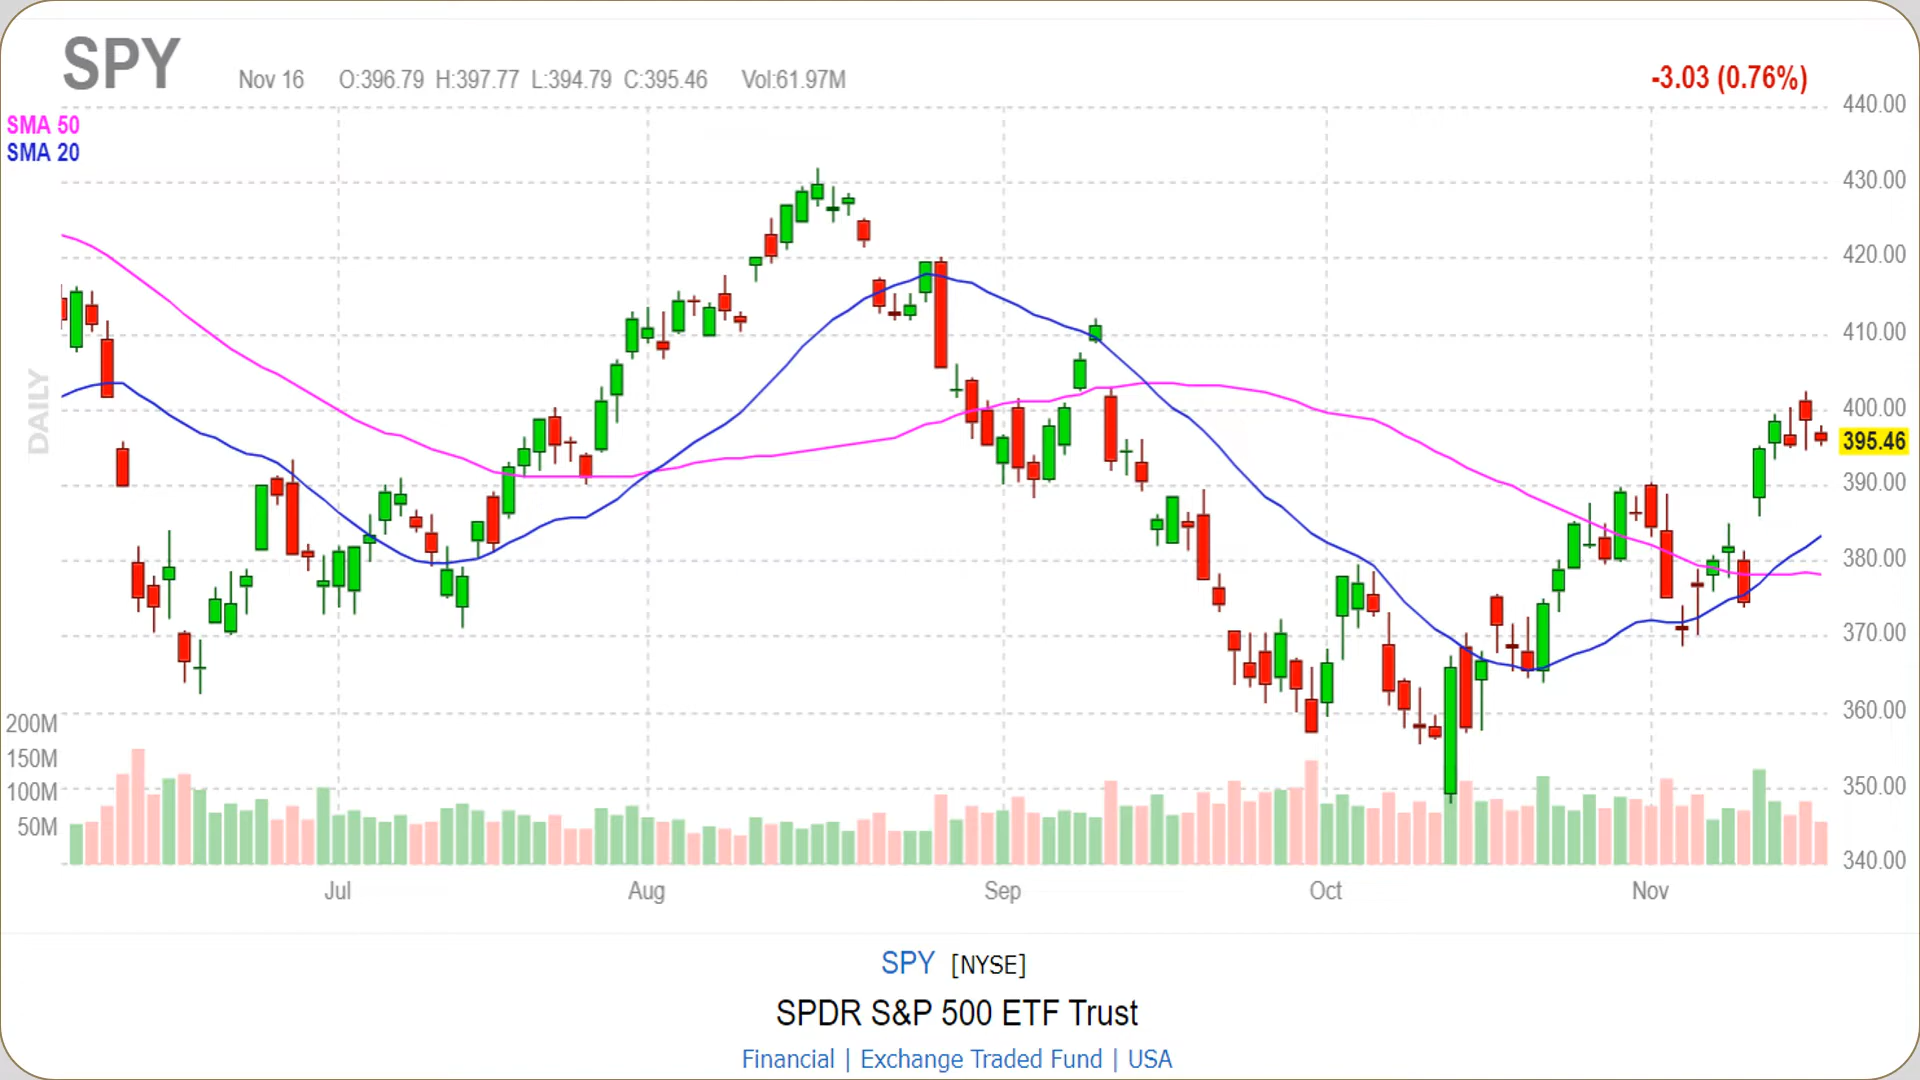 SPY
Nov 16 O:396.79 H:397.77 L:394.79 C:395.46 Vol:61.97M
-3.03 (0.76%)
SMA 50
SMA 20
DAILY
440.00
430.00
420.00
410.00
400.00
395.46
390.00
380.00
370.00
360.00
350.00
340.00
200M
150M
100M
50M
Jul Aug Sep Oct Nov
SPY [NYSE]
SPDR S&P 500 ETF Trust
Financial | Exchange Traded Fund | USA